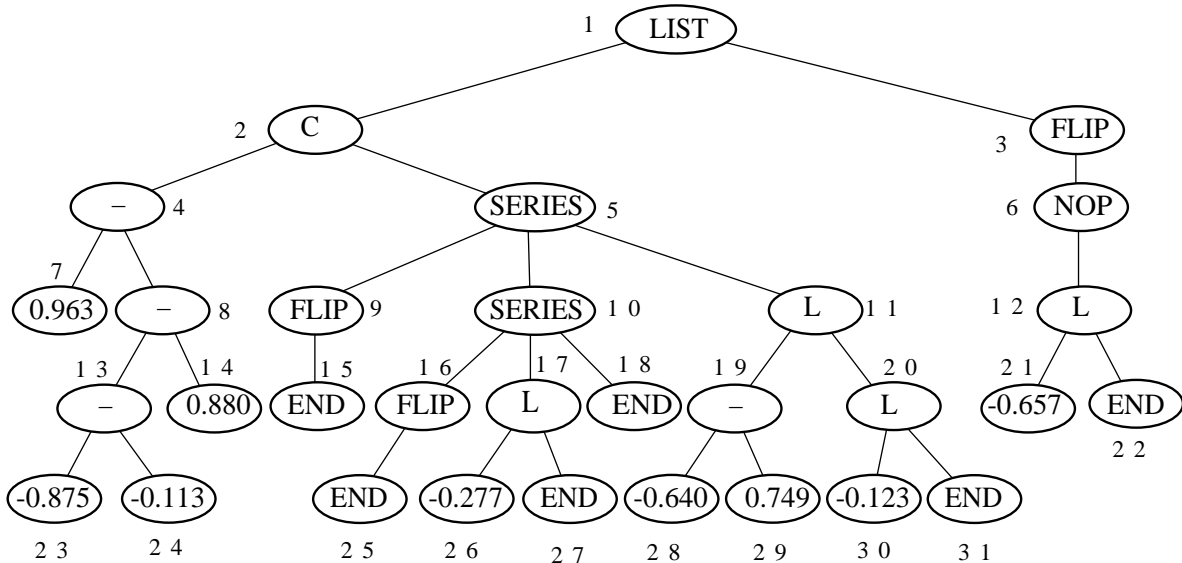 1 LIST
2 C 3 FLIP
– 4 SERIES 5 6 NOP
7 0.963 – 8 FLIP 9 SERIES 1 0 L 1 1 1 2 L
1 3 – 1 4 0.880 1 5 END 1 6 FLIP 1 7 L 1 8 END 1 9 – 2 0 L 2 1 -0.657 END 2 2
-0.875 -0.113 END -0.277 END -0.640 0.749 -0.123 END
2 3 2 4 2 5 2 6 2 7 2 8 2 9 3 0 3 1